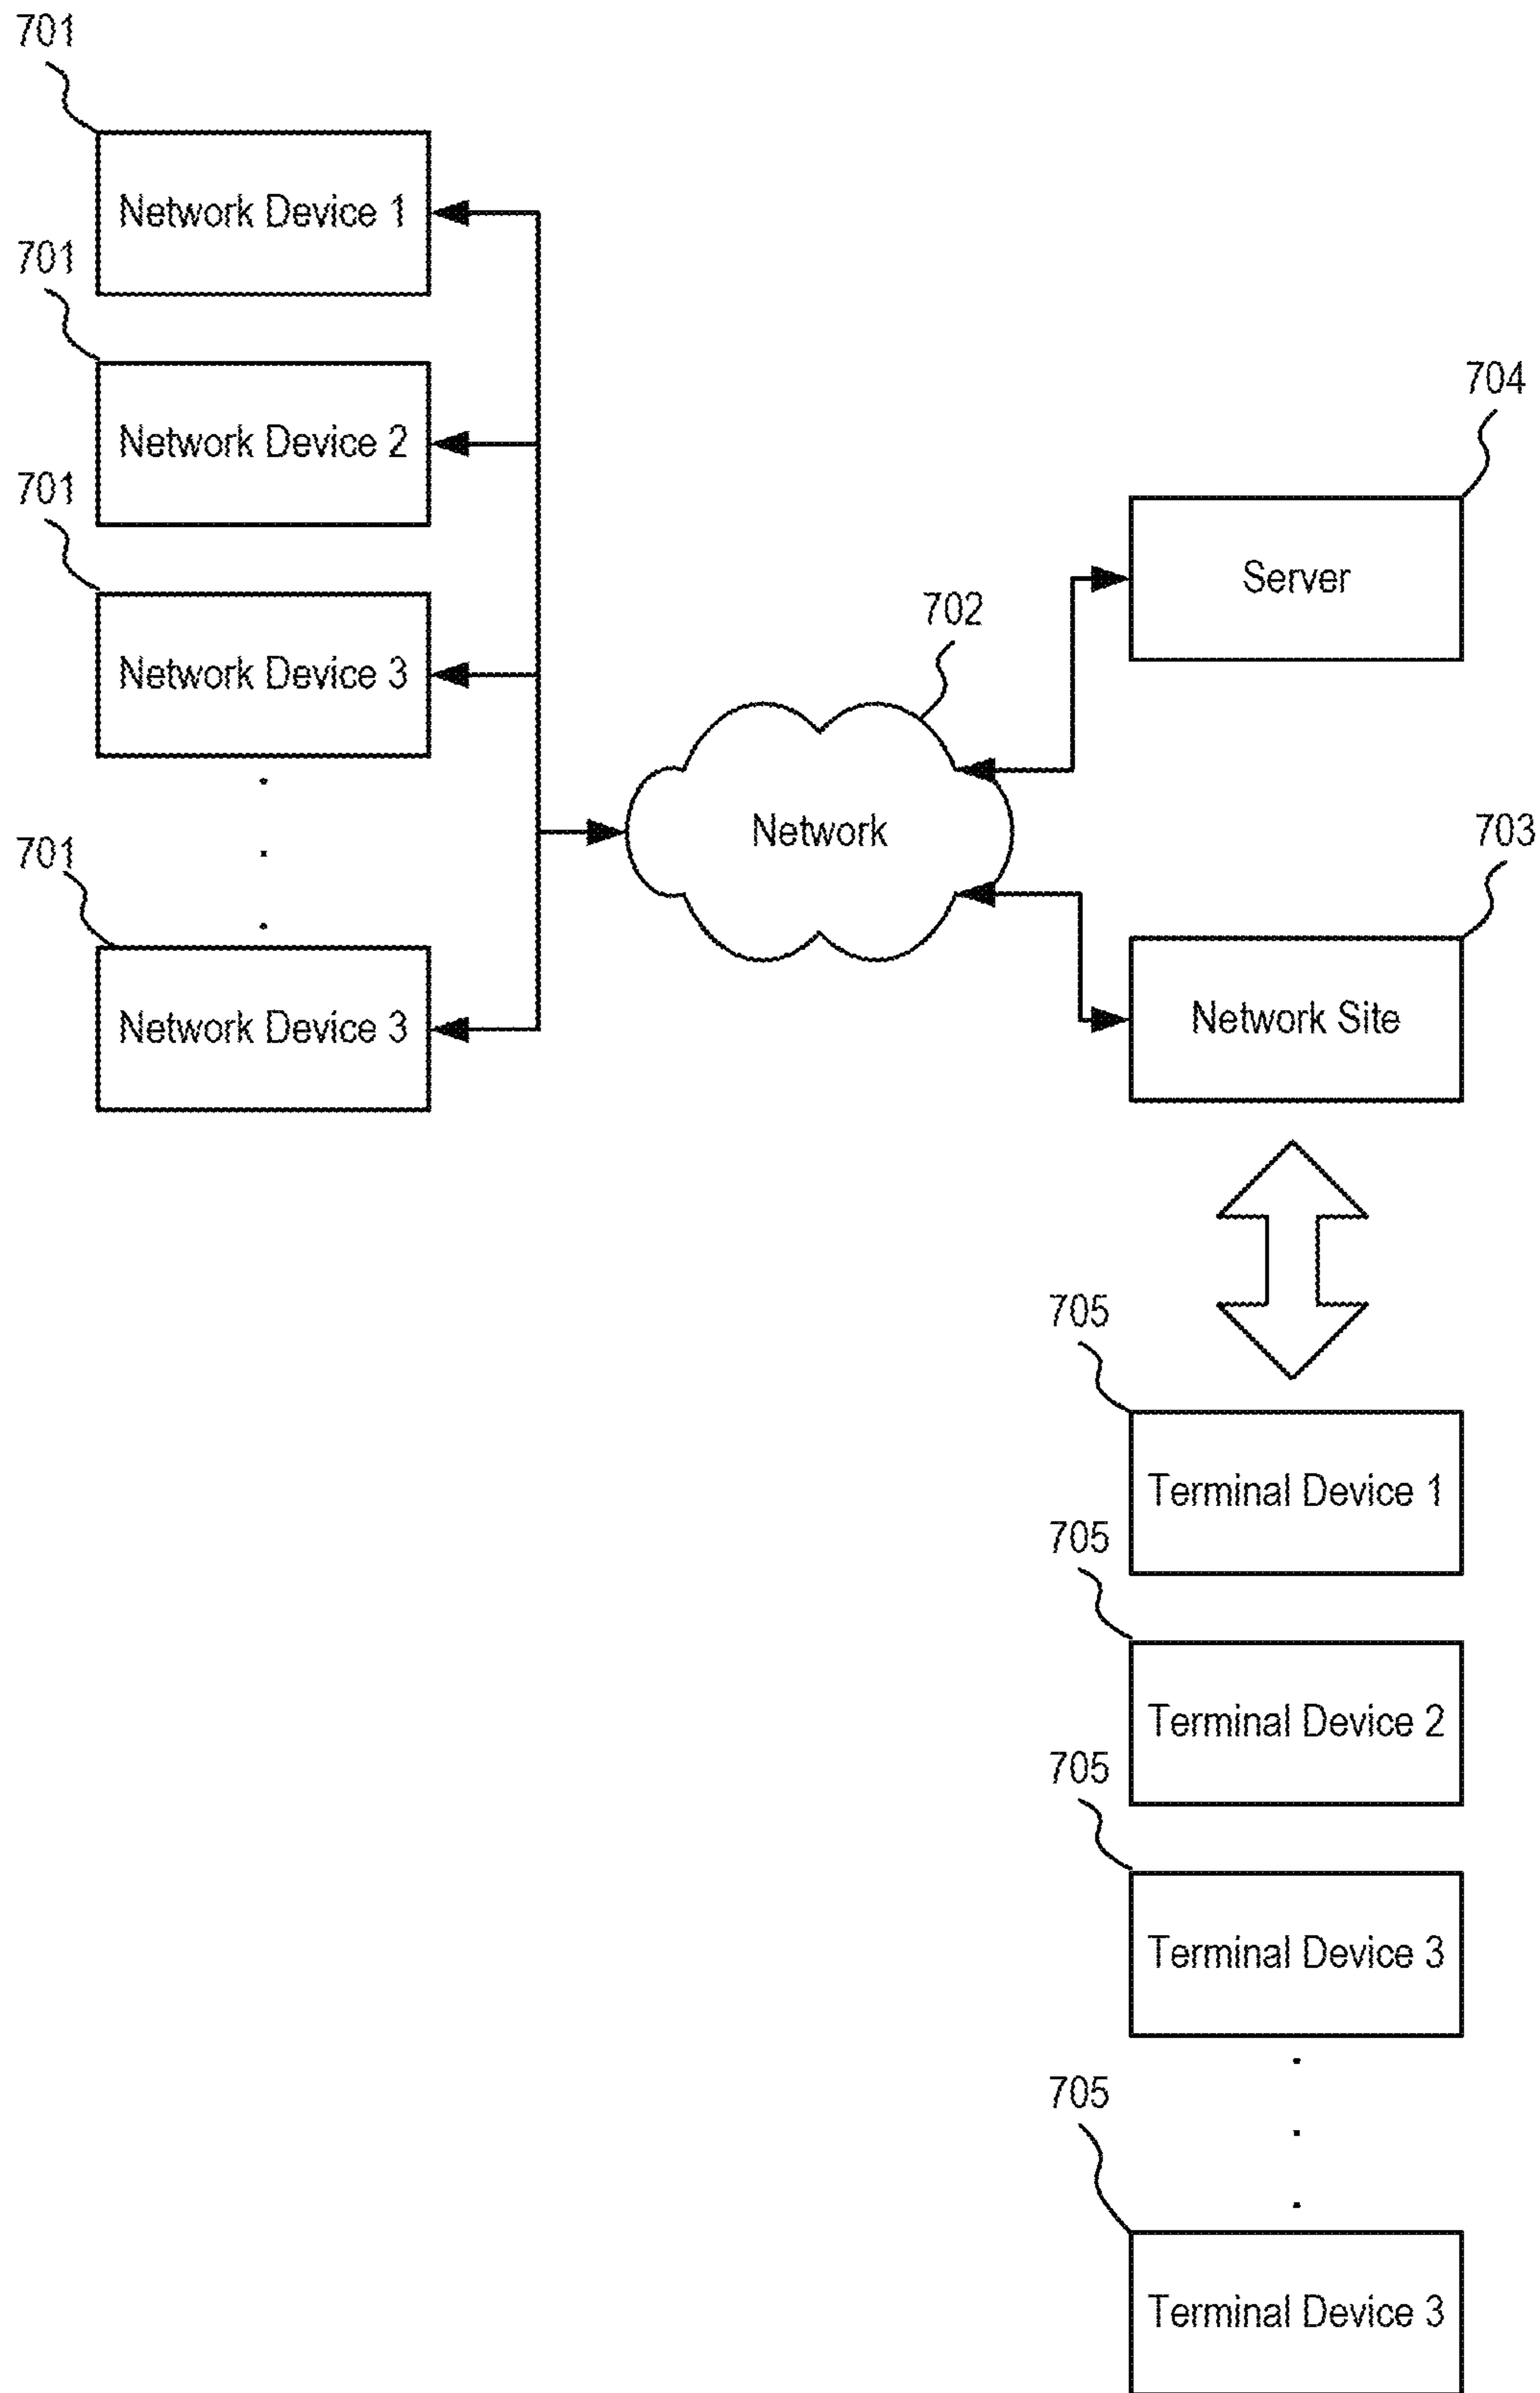 701
Network Device 1
701
Network Device 2
701
Network Device 3
701
Network Device 3
702
Network
704
Server
703
Network Site
705
Terminal Device 1
705
Terminal Device 2
705
Terminal Device 3
705
Terminal Device 3